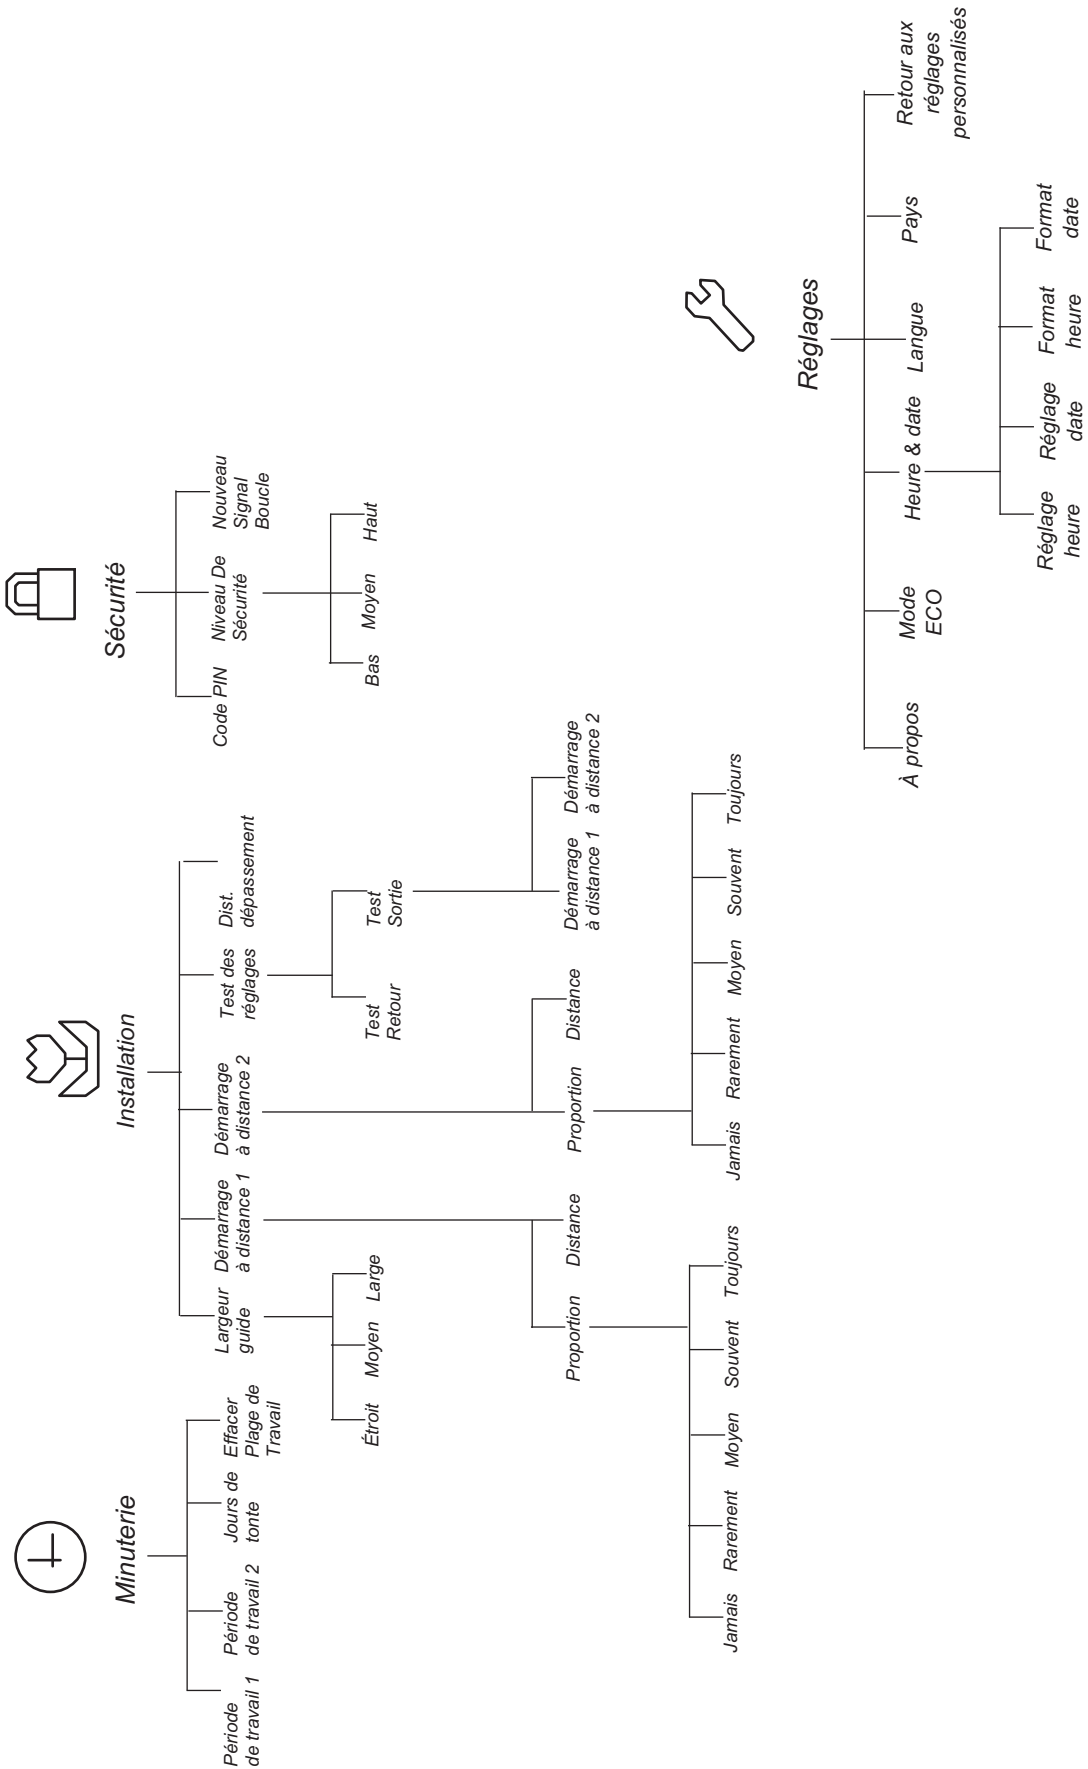 Minuterie
Période
de travail 1
Période
de travail 2
Jours de
tonte
Effacer
Plage de
Travail
Installation
Largeur
guide
Démarrage
à distance 1
Démarrage
à distance 2
Test des
réglages
Dist.
dépassement
Étroit
Moyen
Large
Test
Retour
Test
Sortie
Proportion
Distance
Proportion
Distance
Démarrage
à distance 1
Démarrage
à distance 2
Jamais
Rarement
Moyen
Souvent
Toujours
Jamais
Rarement
Moyen
Souvent
Toujours
Sécurité
Code PIN
Niveau De
Sécurité
Nouveau
Signal
Boucle
Bas
Moyen
Haut
Réglages
À propos
Mode
ECO
Heure & date
Langue
Pays
Retour aux
réglages
personnalisés
Réglage
heure
Réglage
date
Format
heure
Format
date